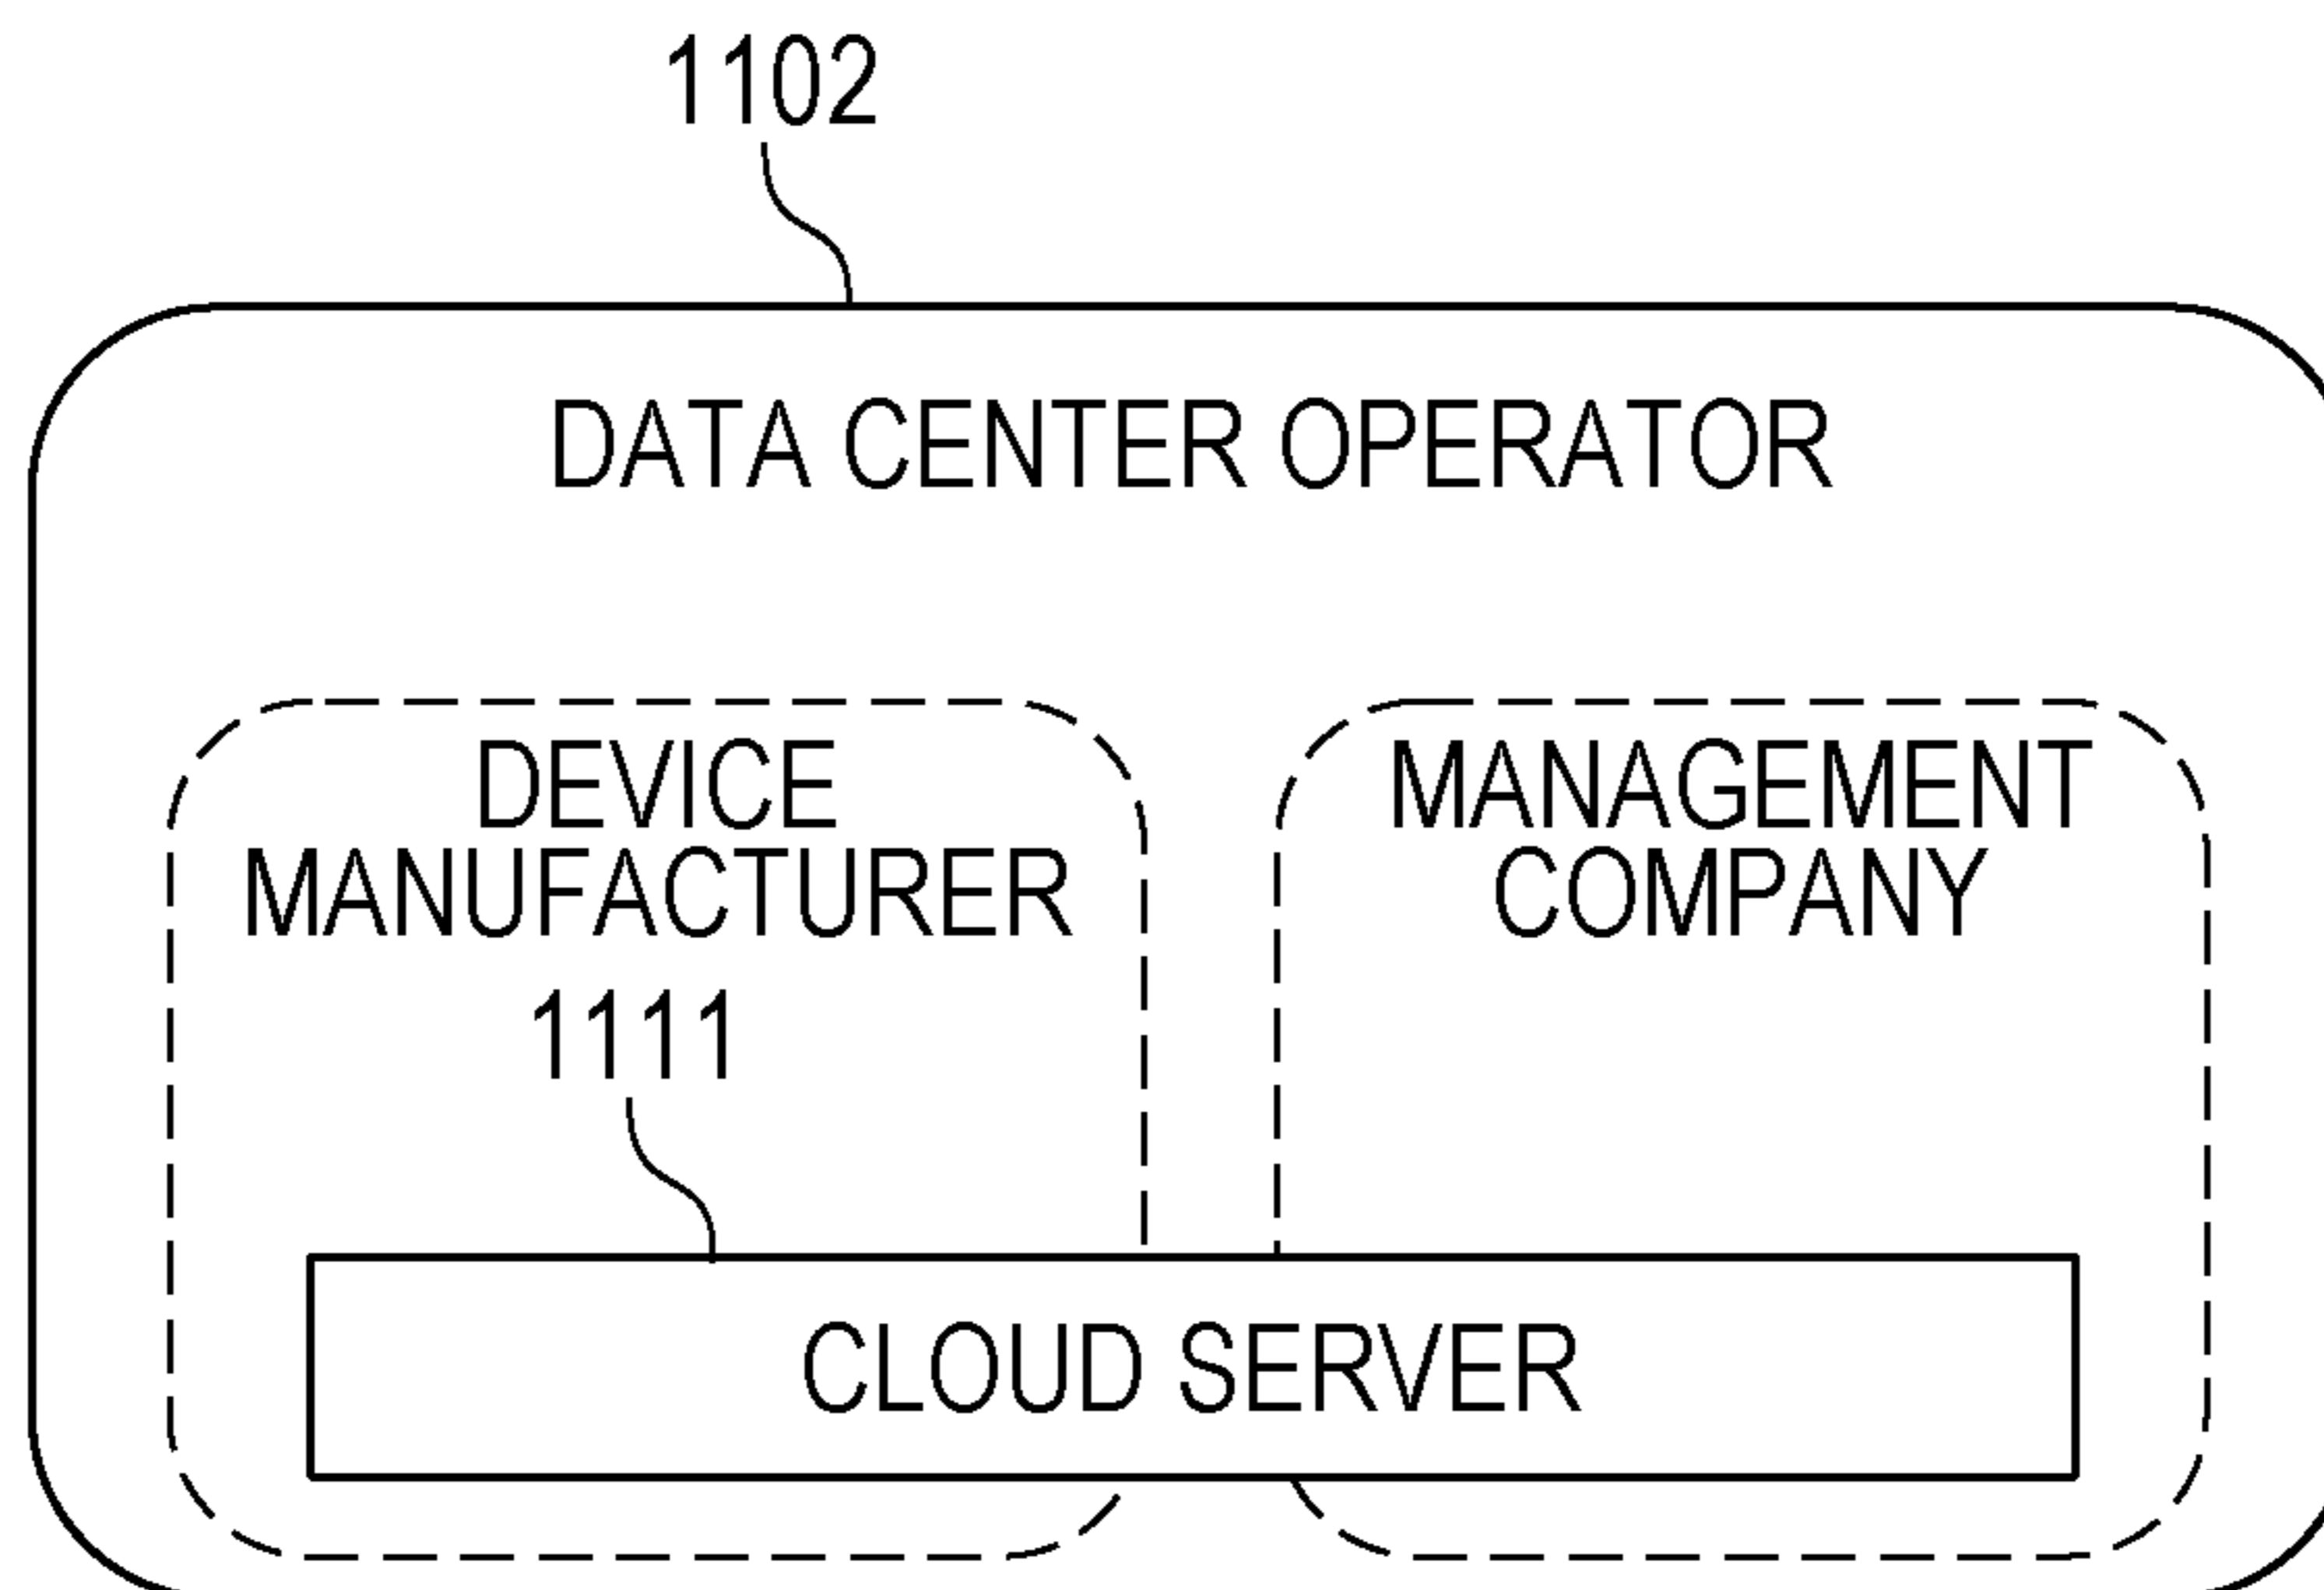 1102
DATA CENTER OPERATOR
DEVICE
MANUFACTURER
1111
MANAGEMENT
COMPANY
CLOUD SERVER